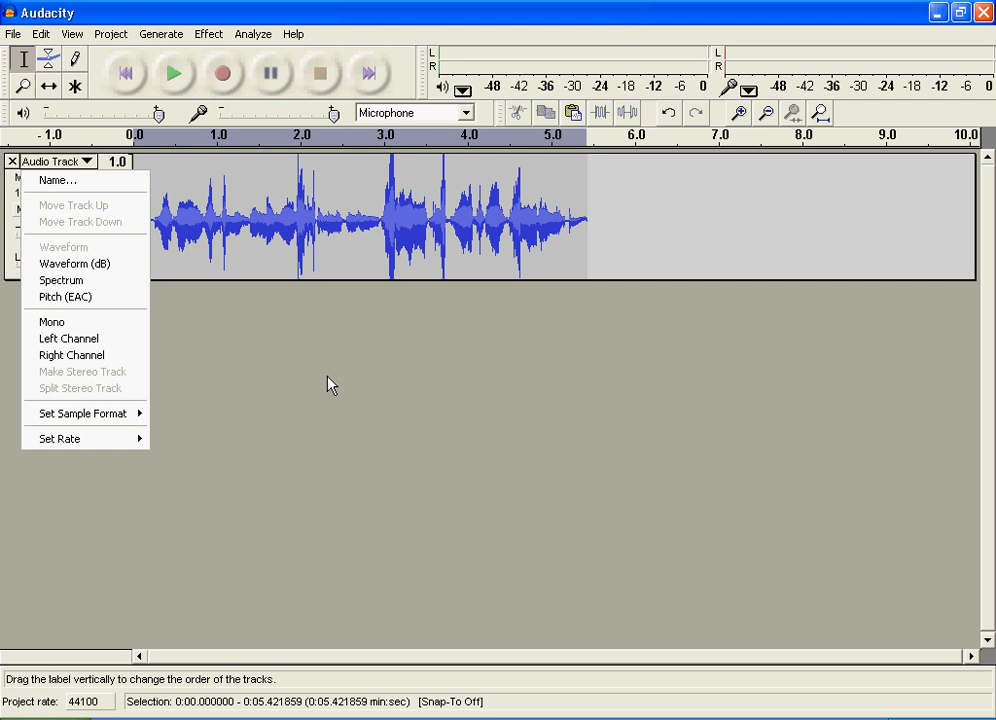 Audacity
File Edit View Project Generate Effect Analyze Help
L
R
-48 -42 -36 -30 -24 -18 -12 -6 0
L
R
-48 -42 -36 -30 -24 -18 -12 -6 0
Microphone
-1.0 0.0 1.0 2.0 3.0 4.0 5.0 6.0 7.0 8.0 9.0 10.0
Audio Track 1.0
Name...
Move Track Up
Move Track Down
Waveform
Waveform (dB)
Spectrum
Pitch (EAC)
Mono
Left Channel
Right Channel
Make Stereo Track
Split Stereo Track
Set Sample Format
Set Rate
Drag the label vertically to change the order of the tracks.
Project rate: 44100 Selection: 0:00.000000 - 0:05.421859 (0:05.421859 min:sec) [Snap-To Off]